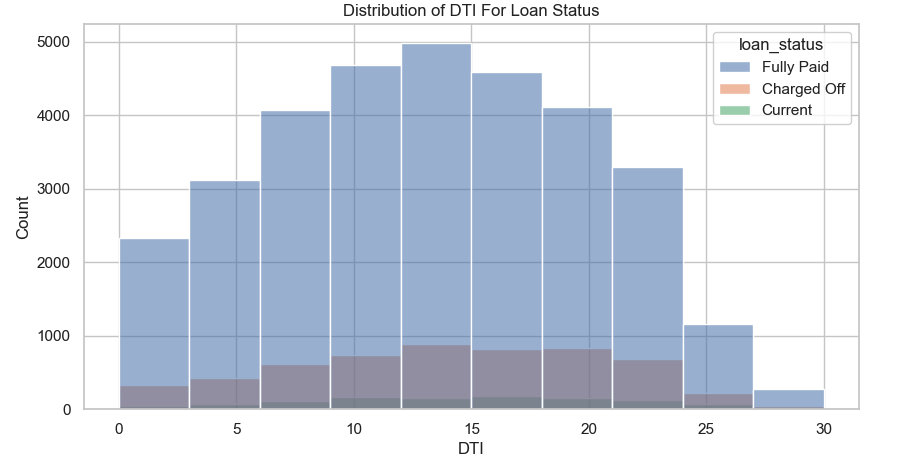 Distribution of DTI For Loan Status
loan_status
Fully Paid
Charged Off
Current
Count
5000
4000
3000
2000
1000
0
0 5 10 15 20 25 30
DTI